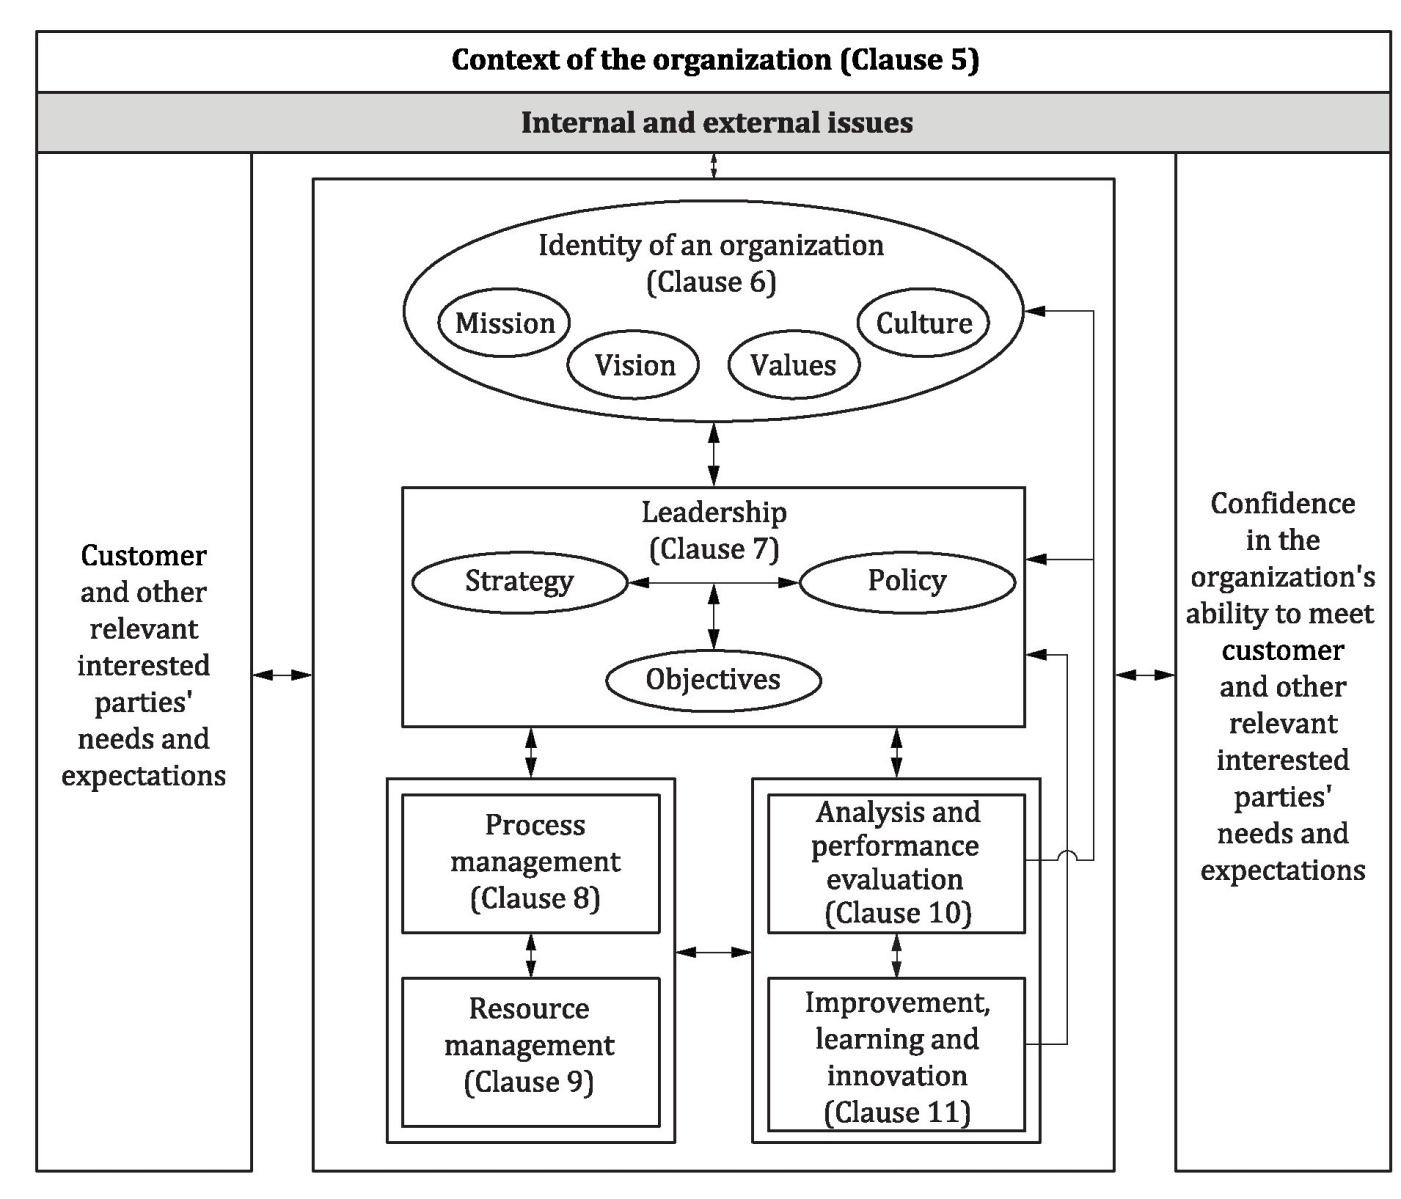 Context of the organization (Clause 5)
Internal and external issues
Customer
and other
relevant
interested
parties'
needs and
expectations
Identity of an organization
(Clause 6)
Mission
Vision
Values
Culture
Leadership
(Clause 7)
Strategy
Policy
Objectives
Process
management
(Clause 8)
Resource
management
(Clause 9)
Analysis and
performance
evaluation
(Clause 10)
Improvement,
learning and
innovation
(Clause 11)
Confidence
in the
organization's
ability to meet
customer
and other
relevant
interested
parties'
needs and
expectations